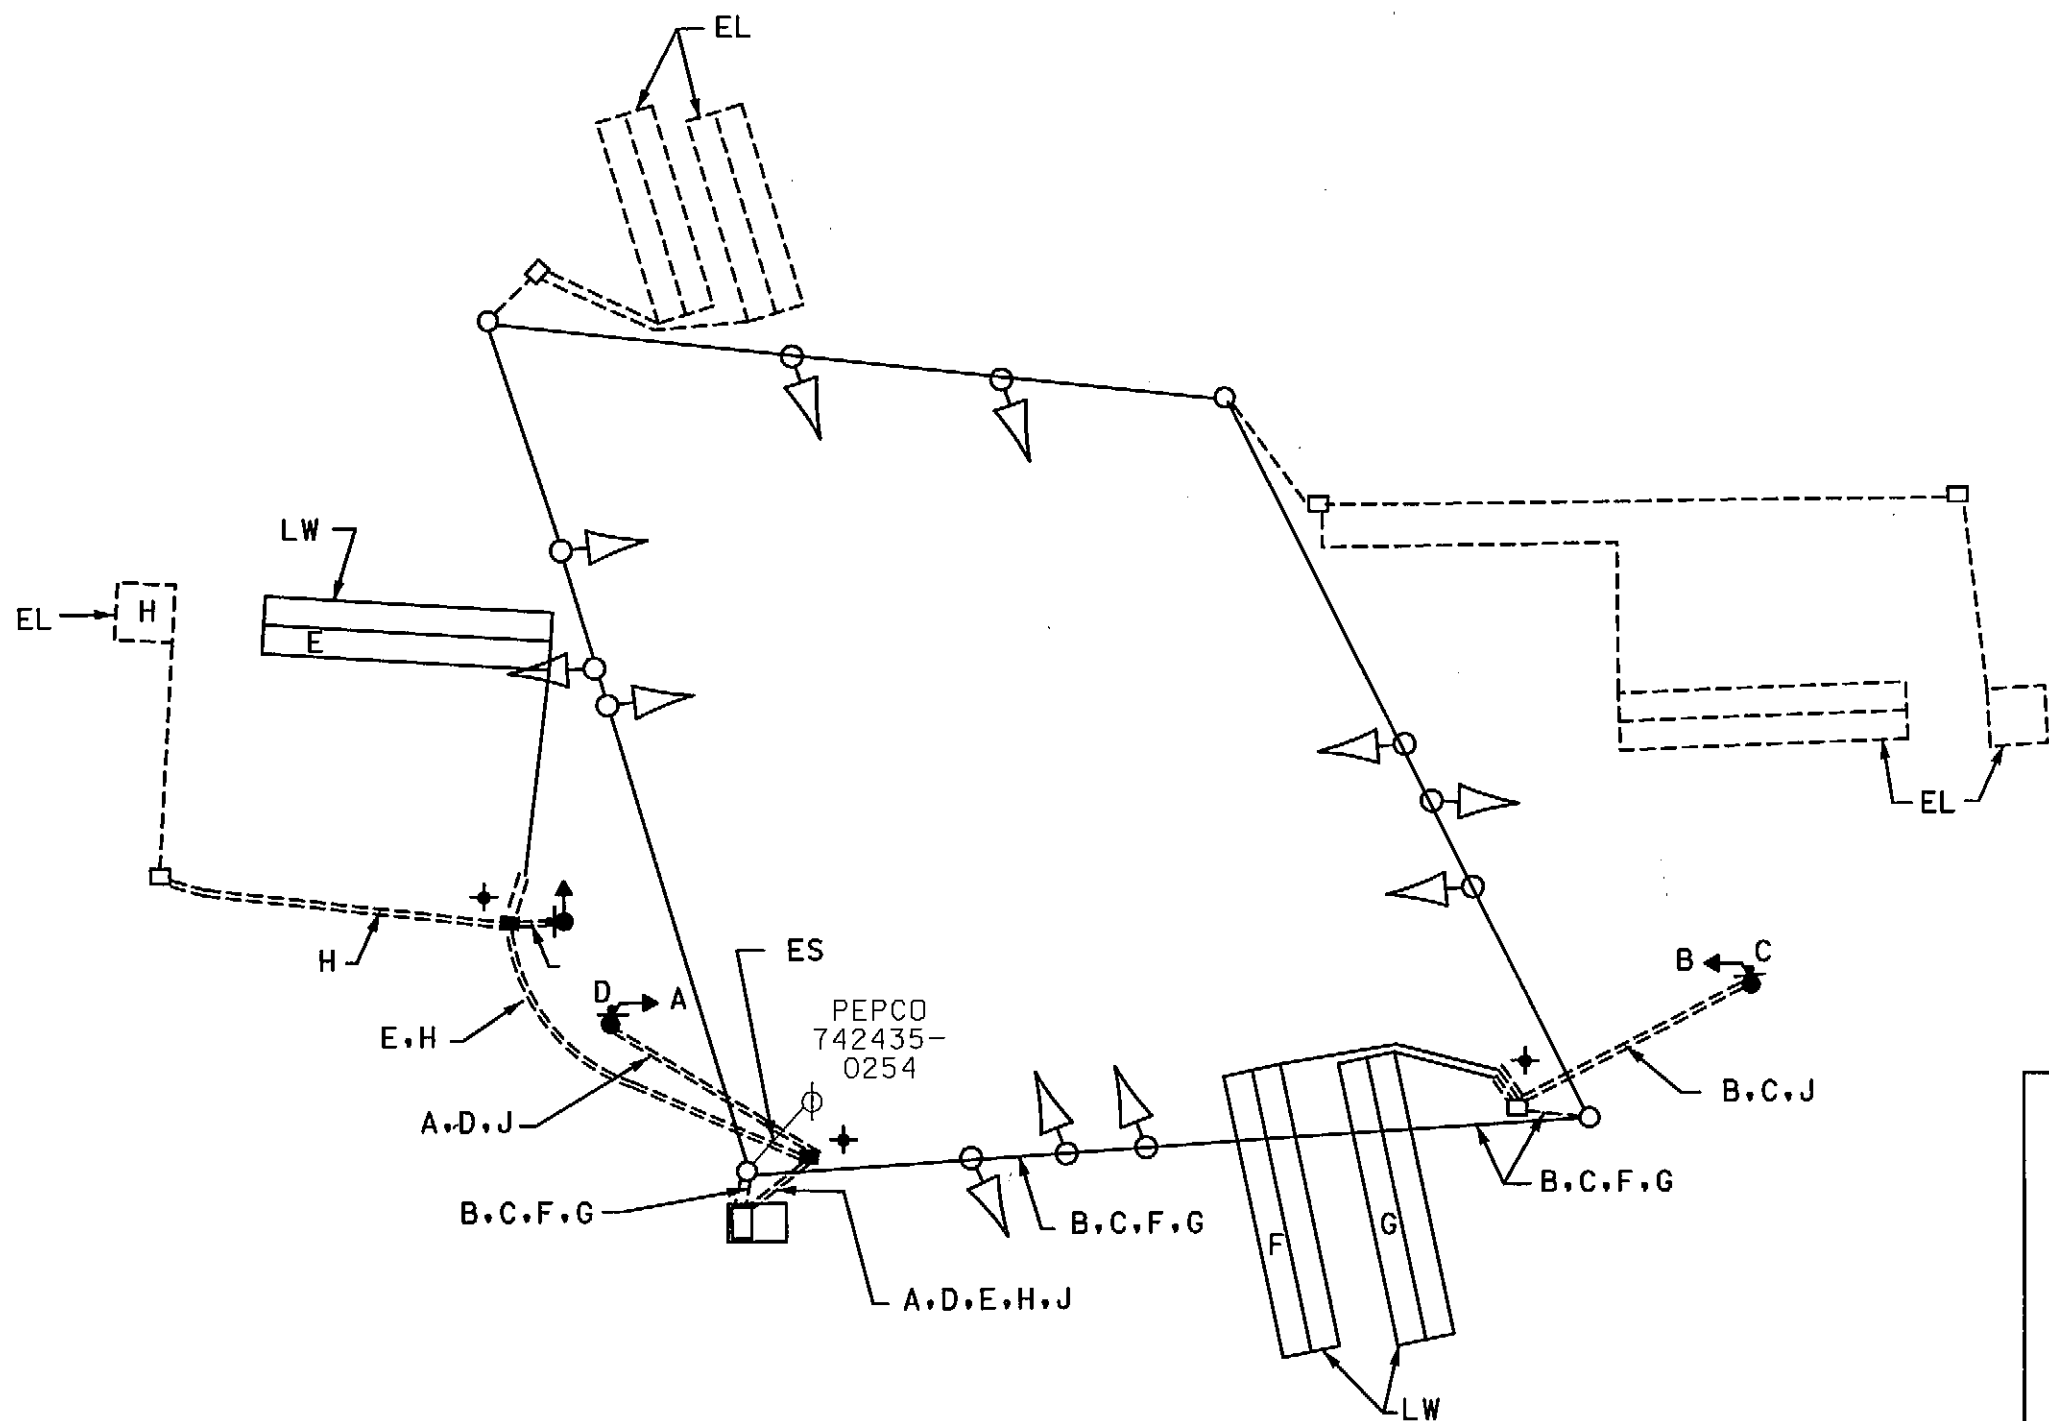 EL
LW
EL
H
E
EL
H
ES
B
C
D
A
PEPCO
742435-
0254
E,H
A,D,J
B,C,J
B,C,F,G
B,C,F,G
B,C,F,G
F
G
A,D,E,H,J
LW